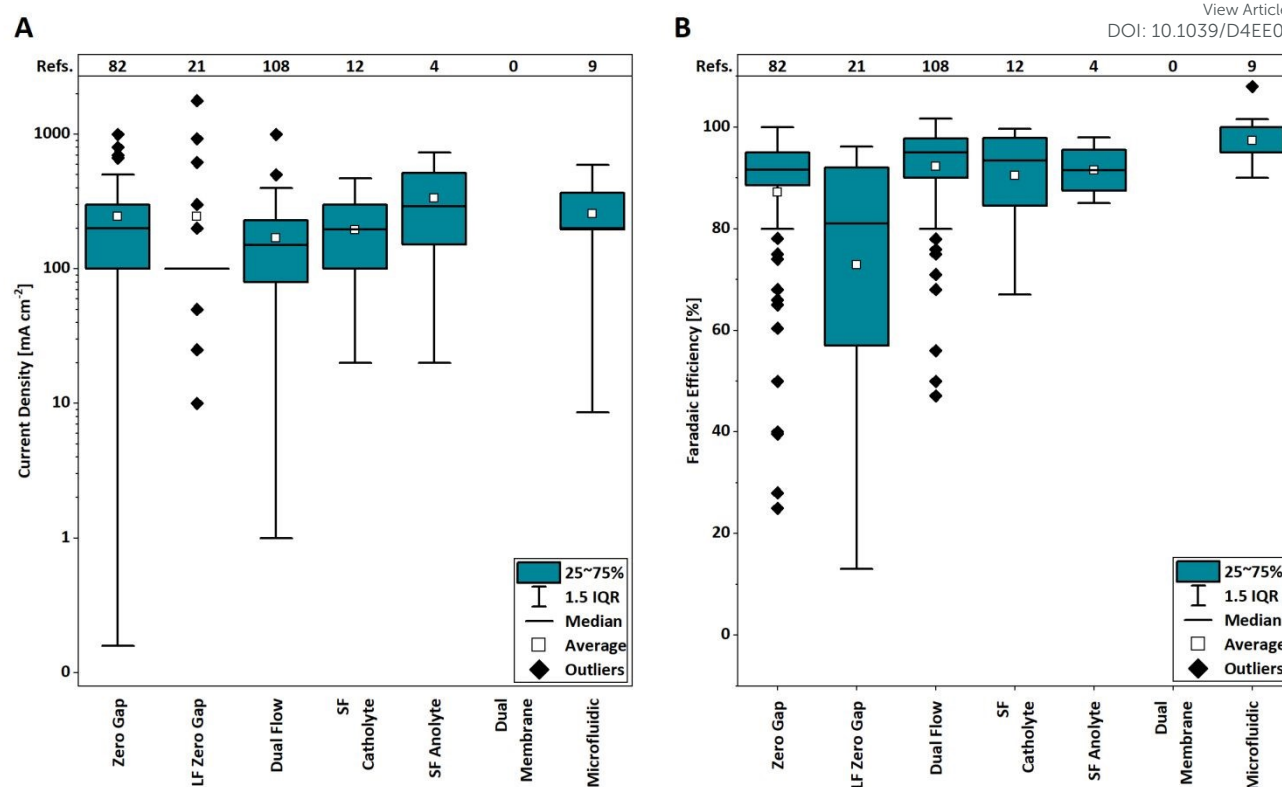 View Article
DOI: 10.1039/D4EE0
A
Refs. 82 21 108 12 4 0 9
1000
100
10
1
0
Current Density [mA cm-2]
Zero Gap
LF Zero Gap
Dual Flow
SF
Catholyte
SF Anolyte
Dual
Membrane
Microfluidic
25~75%
1.5 IQR
Median
Average
Outliers
B
Refs. 82 21 108 12 4 0 9
100
80
60
40
20
0
Faradaic Efficiency [%]
Zero Gap
LF Zero Gap
Dual Flow
SF
Catholyte
SF Anolyte
Dual
Membrane
Microfluidic
25~75%
1.5 IQR
Median
Average
Outliers